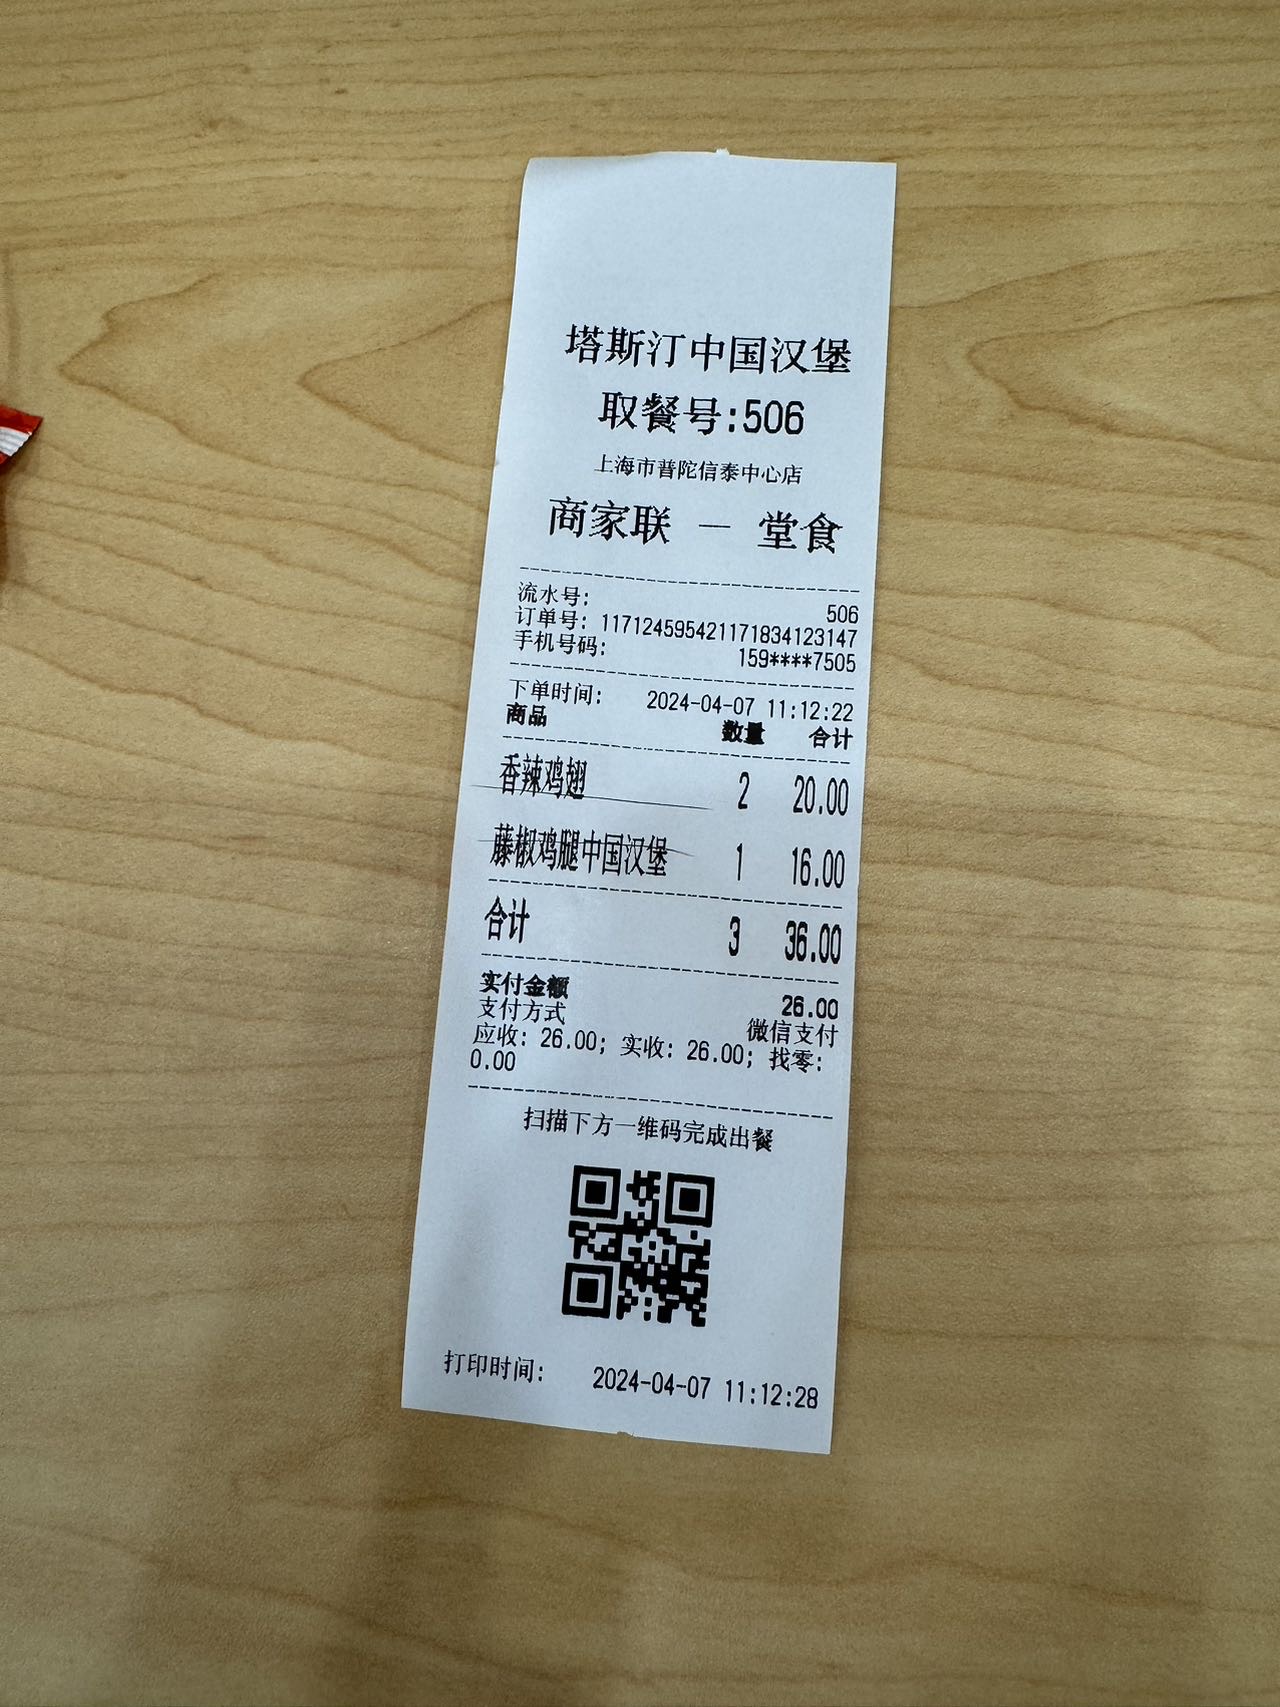 塔斯汀中国汉堡
取餐号:506
上海市普陀信泰中心店
商家联 — 堂食
流水号: 506
订单号: 117124595421171834123147
手机号码: 159****7505
下单时间: 2024-04-07 11:12:22
商品 数量 合计
香辣鸡翅 2 20.00
藤椒鸡腿中国汉堡 1 16.00
合计 3 36.00
实付金额 26.00
支付方式 微信支付
应收: 26.00; 实收: 26.00; 找零:
0.00
扫描下方一维码完成出餐
打印时间: 2024-04-07 11:12:28